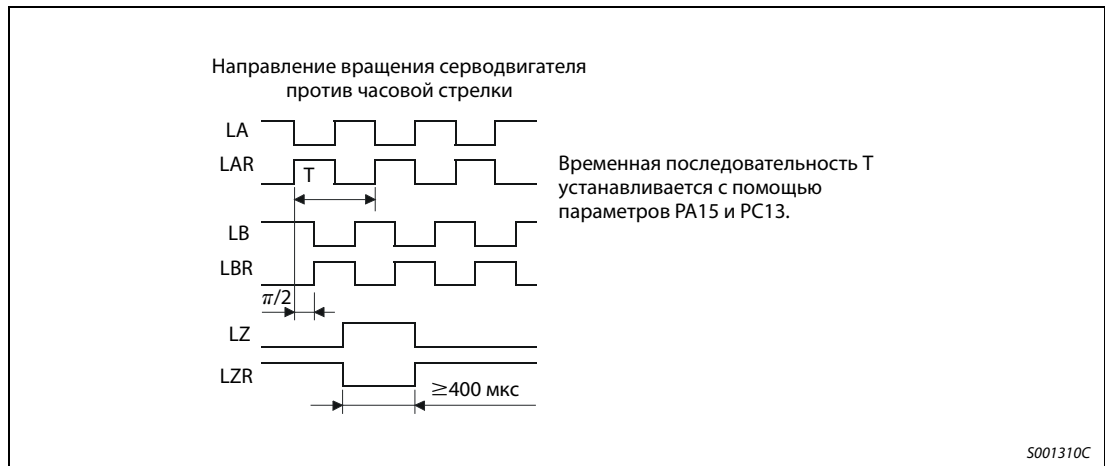 Направление вращения серводвигателя
против часовой стрелки
LA
LAR
T
Временная последовательность T
устанавливается с помощью
параметров PA15 и PC13.
LB
LBR
π/2
LZ
LZR
≧400 мкс
S001310C